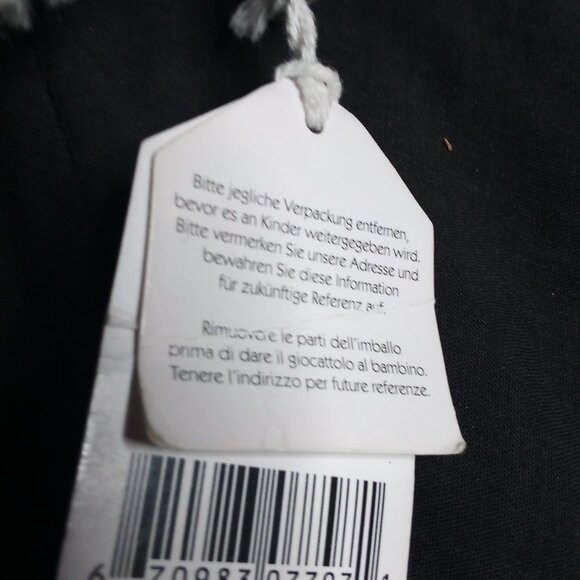 Bitte jegliche Verpackung entfernen,
bevor es an Kinder weitergegeben wird.
Bitte vermerken Sie unsere Adresse und
bewahren Sie diese Information
für zukünftige Referenz auf.
Rimuovere le parti dell'imballo
prima di dare il giocattolo al bambino.
Tenere l'indirizzo per future referenze.